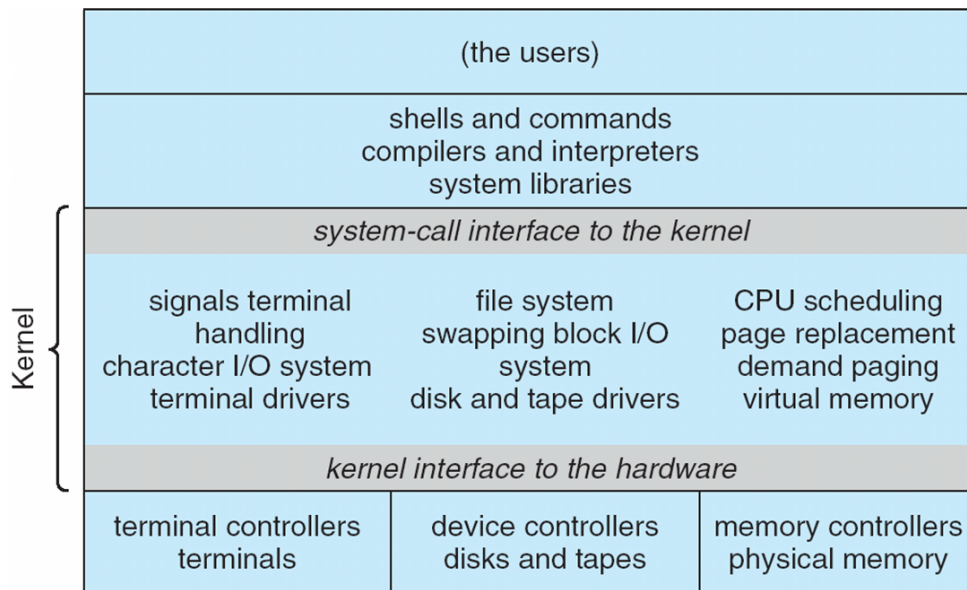 (the users)
shells and commands
compilers and interpreters
system libraries
Kernel
system-call interface to the kernel
signals terminal
handling
character I/O system
terminal drivers
file system
swapping block I/O
system
disk and tape drivers
CPU scheduling
page replacement
demand paging
virtual memory
kernel interface to the hardware
terminal controllers
terminals
device controllers
disks and tapes
memory controllers
physical memory